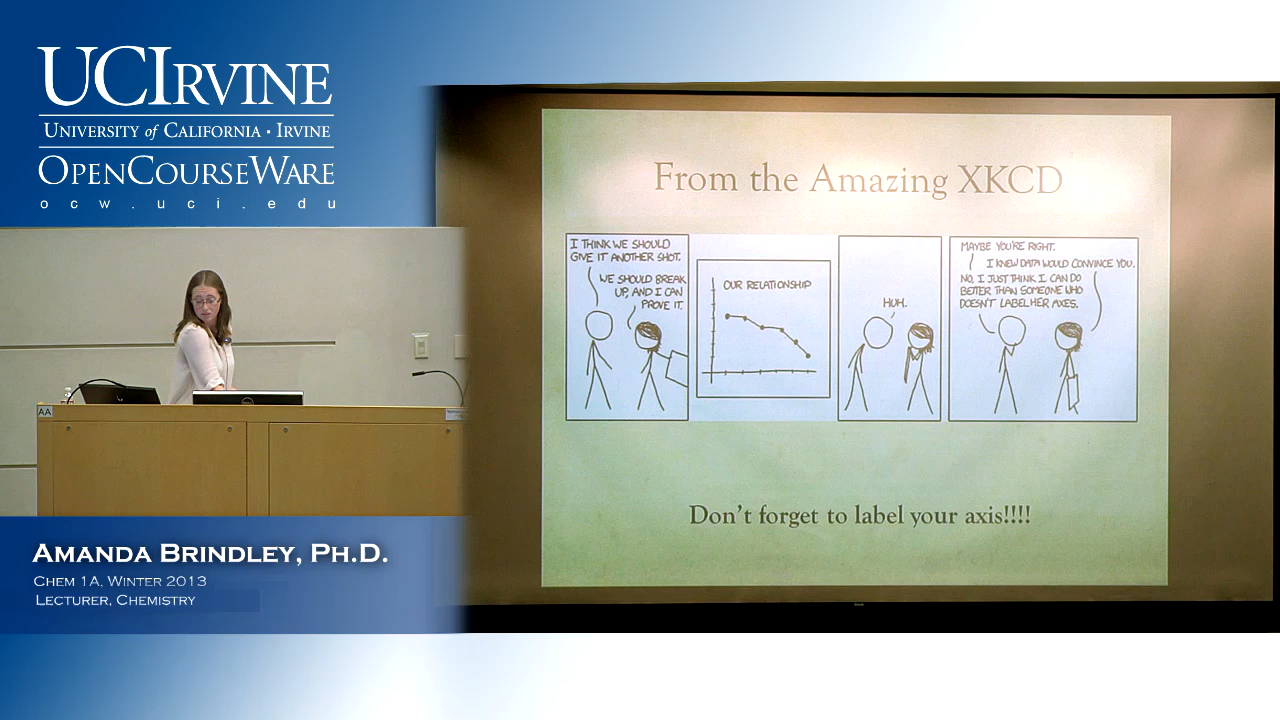 UCIRVINE
UNIVERSITY of CALIFORNIA • IRVINE
OPENCOURSEWARE
ocw.uci.edu
AA
AMANDA BRINDLEY, PH.D.
CHEM 1A, WINTER 2013
LECTURER, CHEMISTRY
From the Amazing XKCD
I THINK WE SHOULD
GIVE IT ANOTHER SHOT.
WE SHOULD BREAK
UP, AND I CAN
PROVE IT.
OUR RELATIONSHIP
HUH.
MAYBE YOU'RE RIGHT.
I KNEW DATA WOULD CONVINCE YOU.
NO, I JUST THINK I CAN DO
BETTER THAN SOMEONE WHO
DOESN'T LABEL HER AXES.
Don't forget to label your axis!!!!